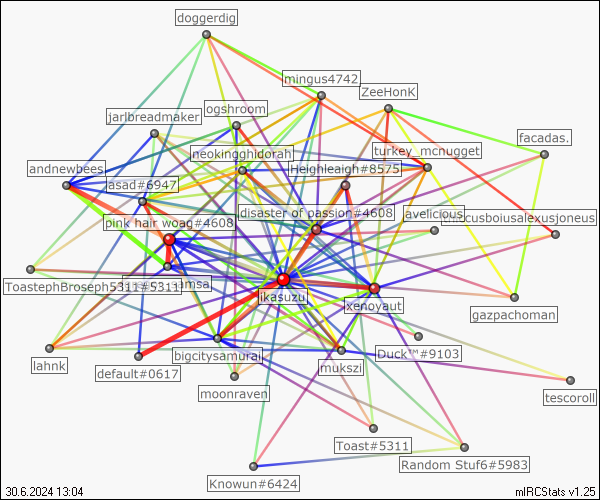 doggerdig
mingus4742
ZeeHonK
ogshroom
jarlbreadmaker
facadas.
neokingghidorah
turkey_mcnugget
andnewbees
Heighleaigh#8575
asad#6947
disaster of passion#4608
avelicious
pink hair woag#4608
ToastephBroseph5311#5311
ikasuzu
xenoyaut
gazpachoman
lahnk
default#0617
bigcitysamurai
mukszi
Duck™#9103
moonraven
tescoroll
Toast#5311
Random Stuf6#5983
Knowun#6424
30.6.2024 13:04
mIRCStats v1.25